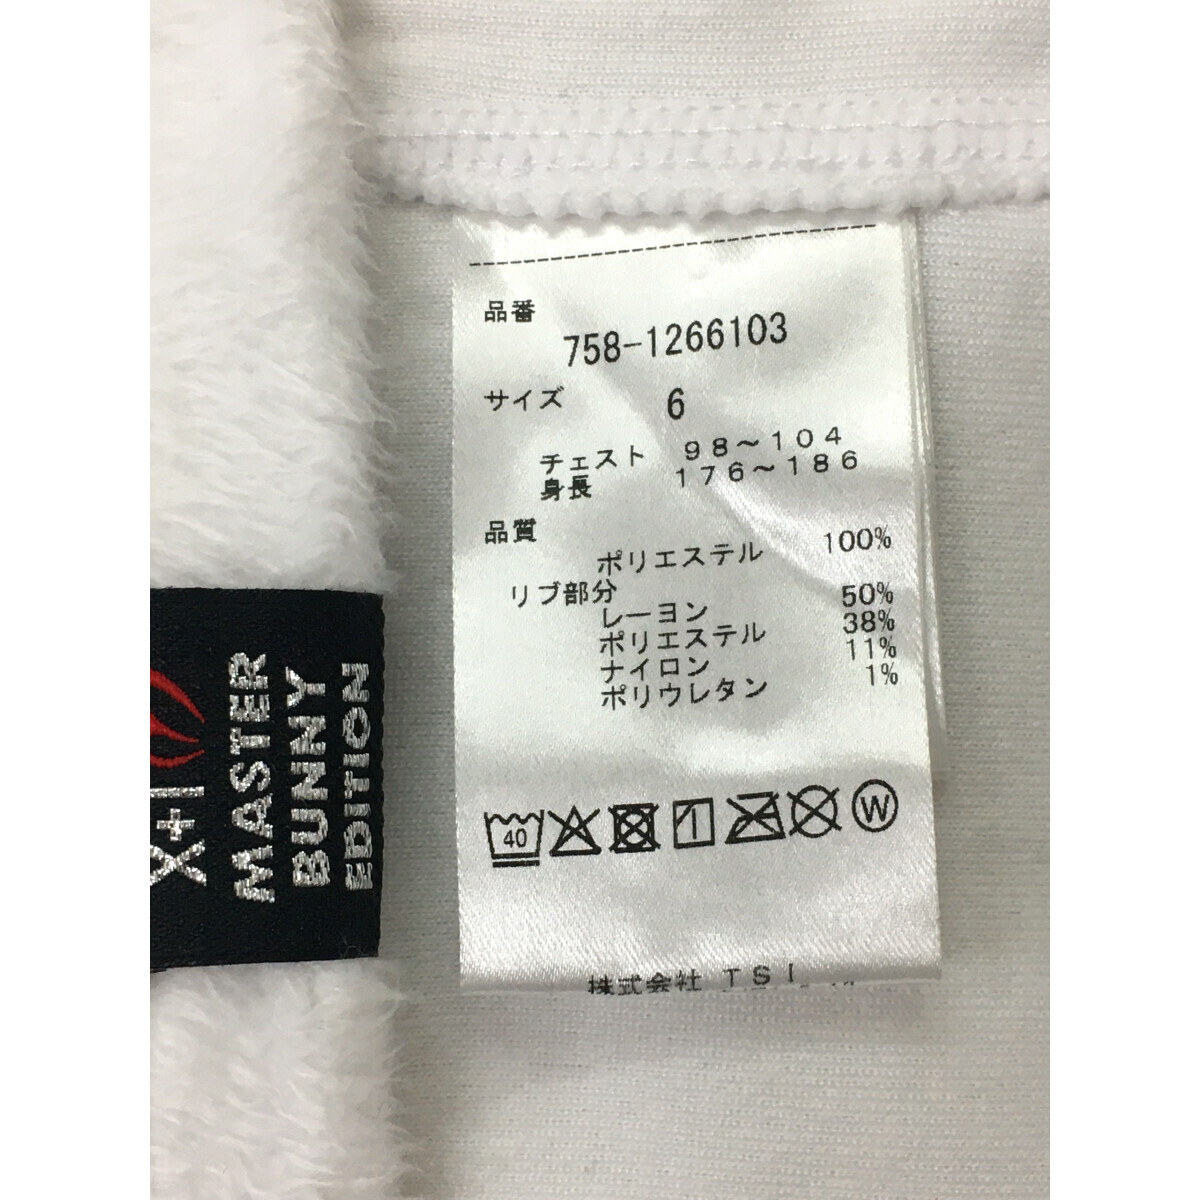 品番
758-1266103
サイズ 6
チェスト 98～104
身長 176～186
品質
ポリエステル 100%
リブ部分
レーヨン 50%
ポリエステル 38%
ナイロン 11%
ポリウレタン 1%
40
W
株式会社 TSI
X+I
MASTER
BUNNY
EDITION